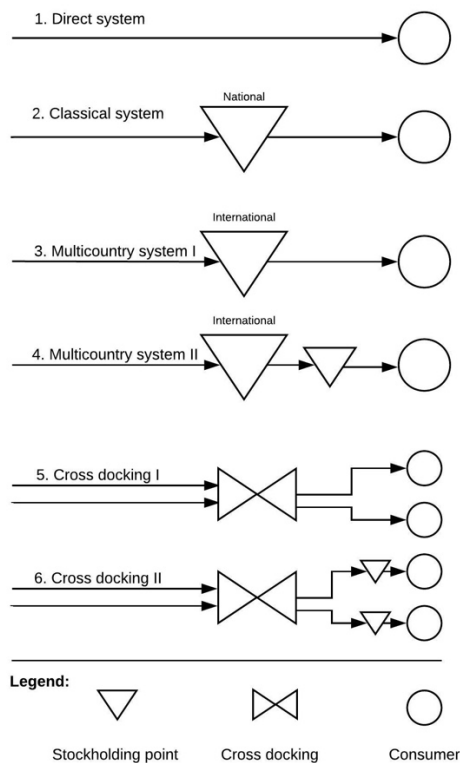 1. Direct system
National
2. Classical system
International
3. Multicountry system I
International
4. Multicountry system II
5. Cross docking I
6. Cross docking II
Legend:
Stockholding point
Cross docking
Consumer